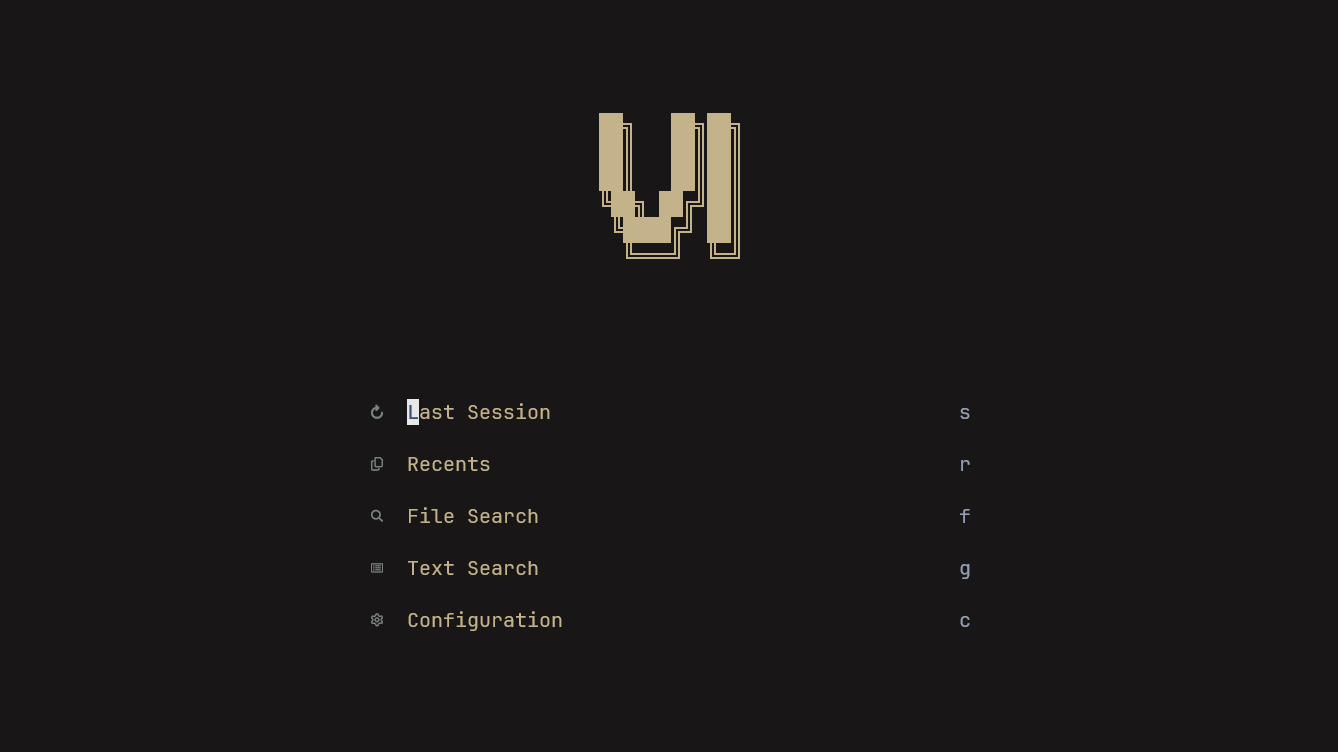 VI
Last Session s
Recents r
File Search f
Text Search g
Configuration c